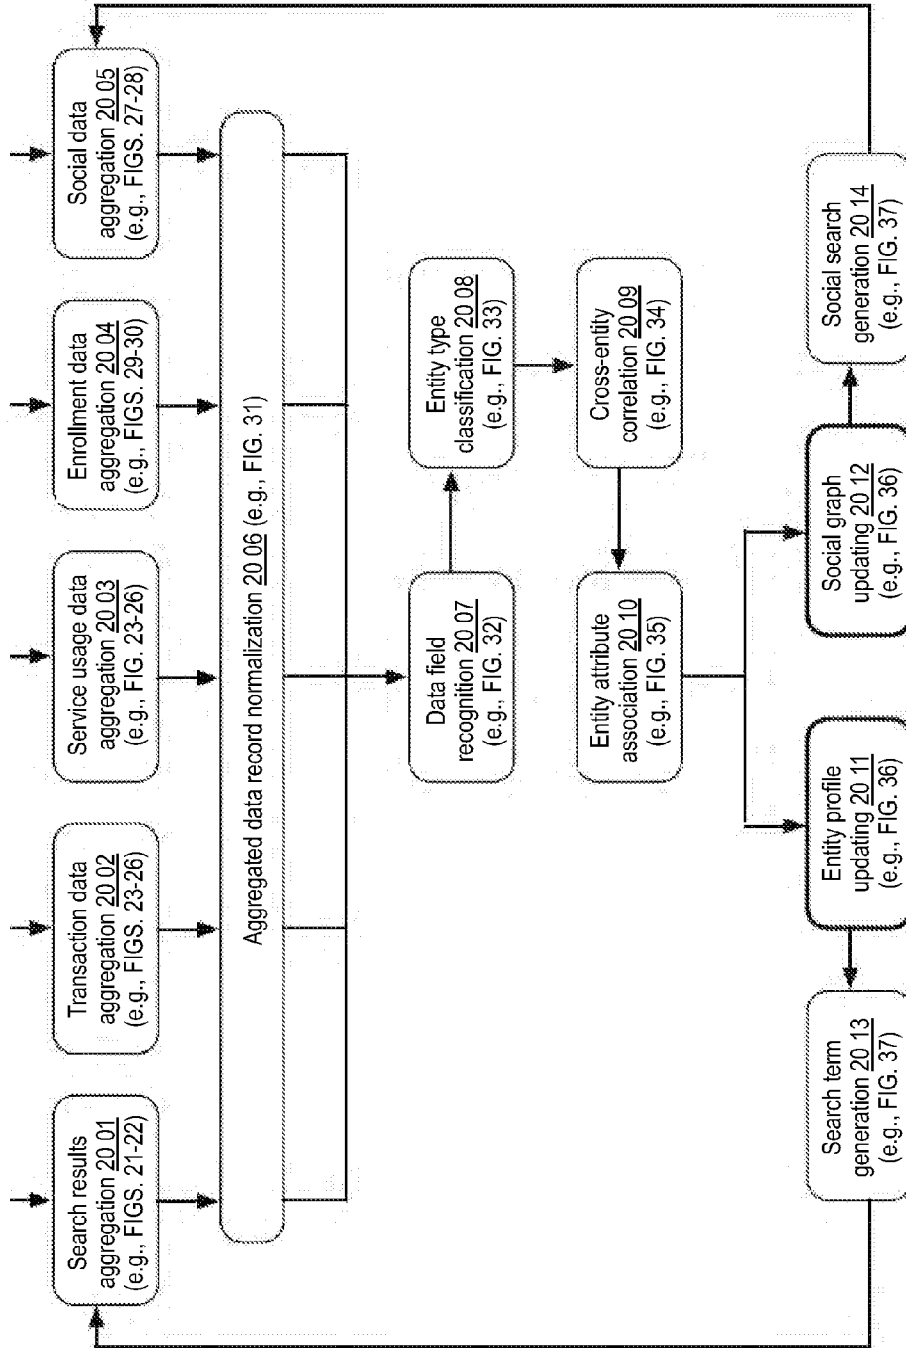 Search results
aggregation 20 01
(e.g., FIGS. 21-22)
Transaction data
aggregation 20 02
(e.g., FIGS. 23-26)
Service usage data
aggregation 20 03
(e.g., FIG. 23-26)
Enrollment data
aggregation 20 04
(e.g., FIGS. 29-30)
Social data
aggregation 20 05
(e.g., FIGS. 27-28)
Aggregated data record normalization 20 06 (e.g., FIG. 31)
Data field
recognition 20 07
(e.g., FIG. 32)
Entity type
classification 20 08
(e.g., FIG. 33)
Cross-entity
correlation 20 09
(e.g., FIG. 34)
Entity attribute
association 20 10
(e.g., FIG. 35)
Entity profile
updating 20 11
(e.g., FIG. 36)
Social graph
updating 20 12
(e.g., FIG. 36)
Search term
generation 20 13
(e.g., FIG. 37)
Social search
generation 20 14
(e.g., FIG. 37)